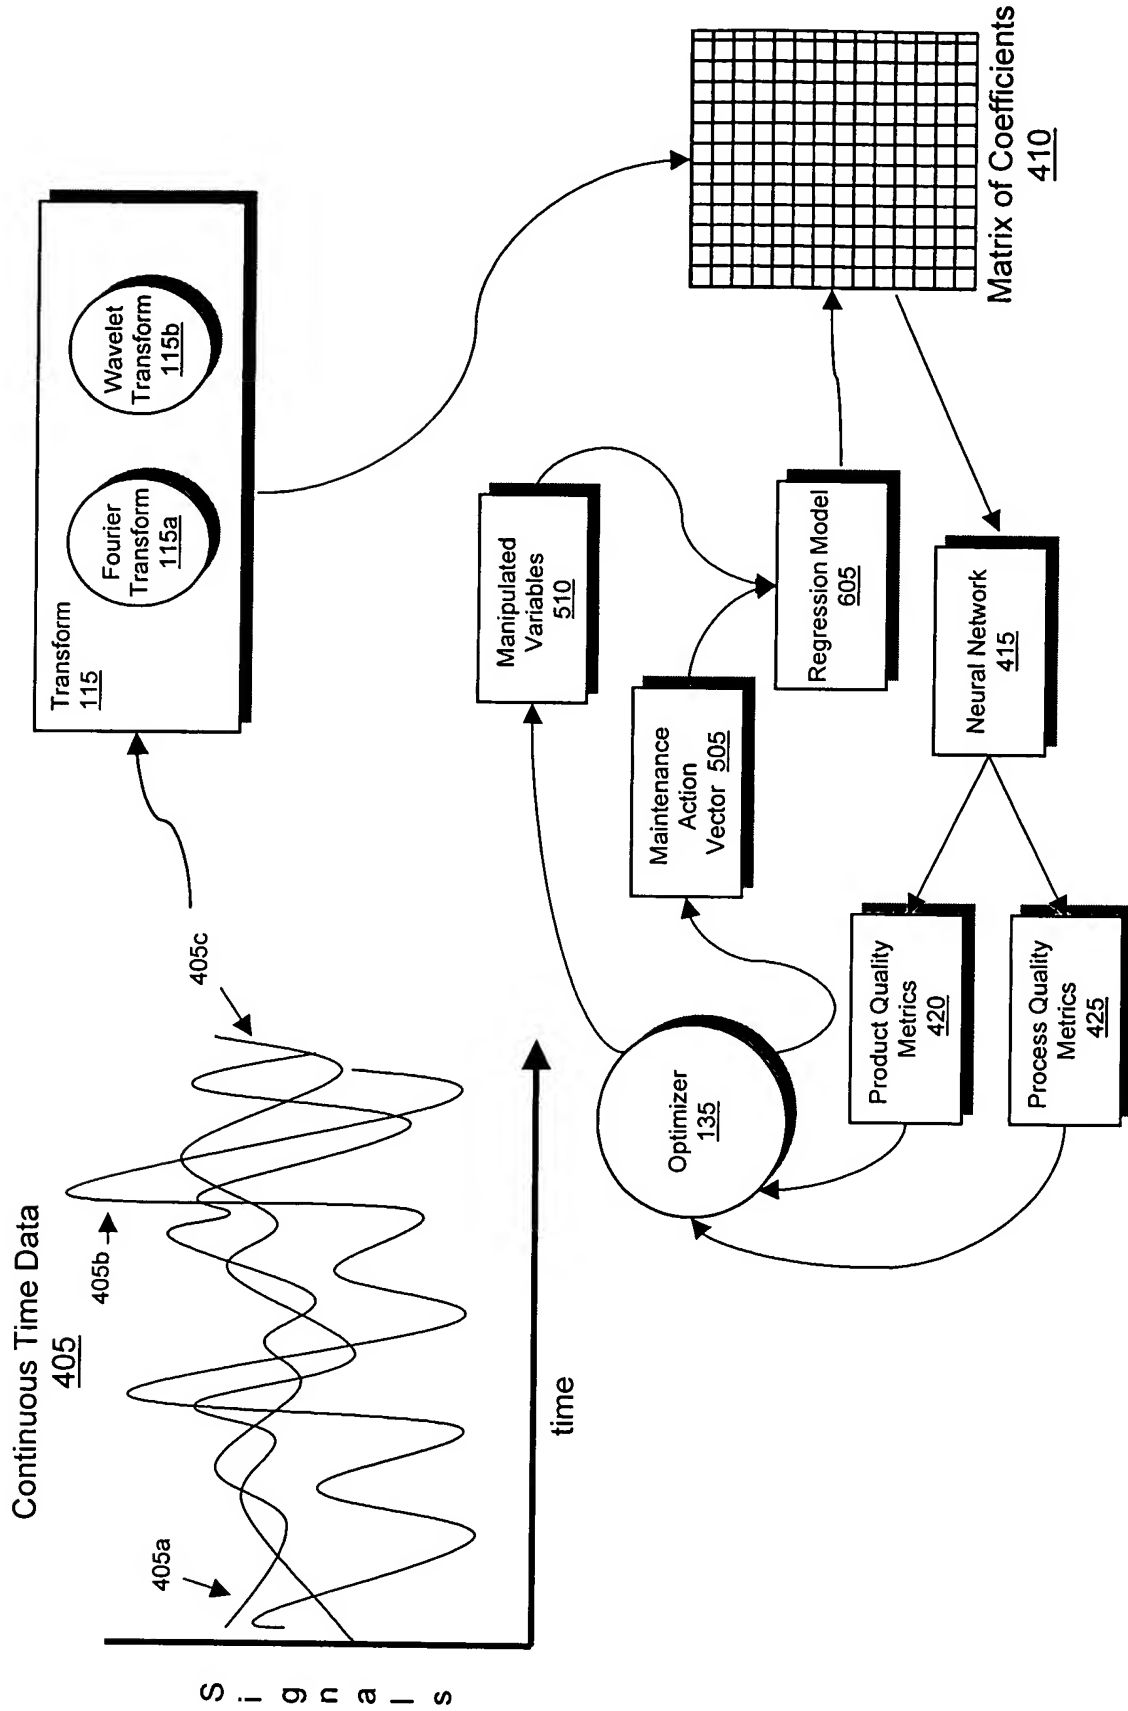 Continuous Time Data
405
405a
405b
405c
S
i
g
n
a
l
s
time
Transform
115
Fourier
Transform
115a
Wavelet
Transform
115b
Manipulated
Variables
510
Maintenance
Action
Vector 505
Optimizer
135
Regression Model
605
Matrix of Coefficients
410
Neural Network
415
Product Quality
Metrics
420
Process Quality
Metrics
425